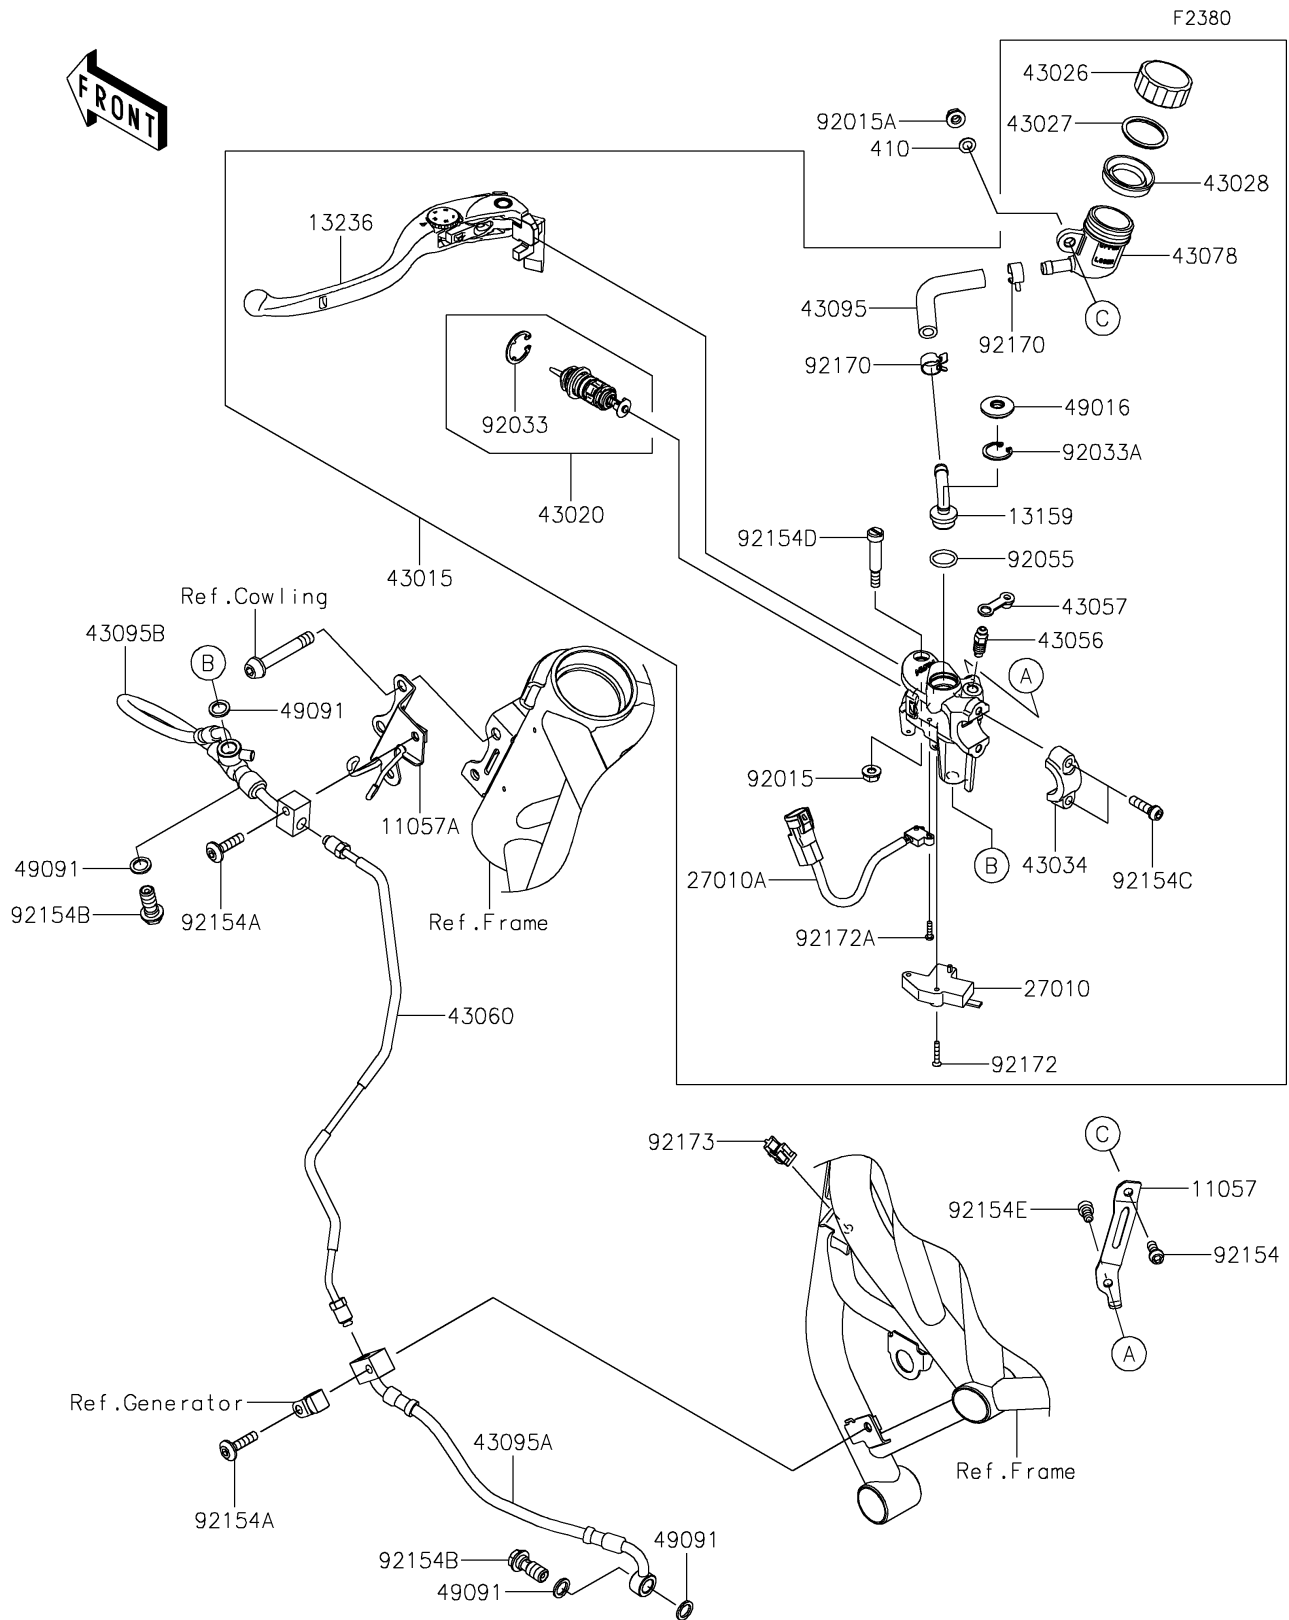 F2380
FRONT
43026
92015A
43027
410
43028
13236
43078
43095
C
92170
92170
49016
92033
92033A
43020
13159
92154D
92055
43015
Ref.Cowling
43057
43095B
43056
B
A
49091
92015
11057A
B
43034
49091
27010A
92154C
92154B
92154A
Ref.Frame
92172A
27010
43060
92172
C
92173
11057
92154E
92154
A
Ref.Generator
43095A
Ref.Frame
92154A
49091
92154B
49091